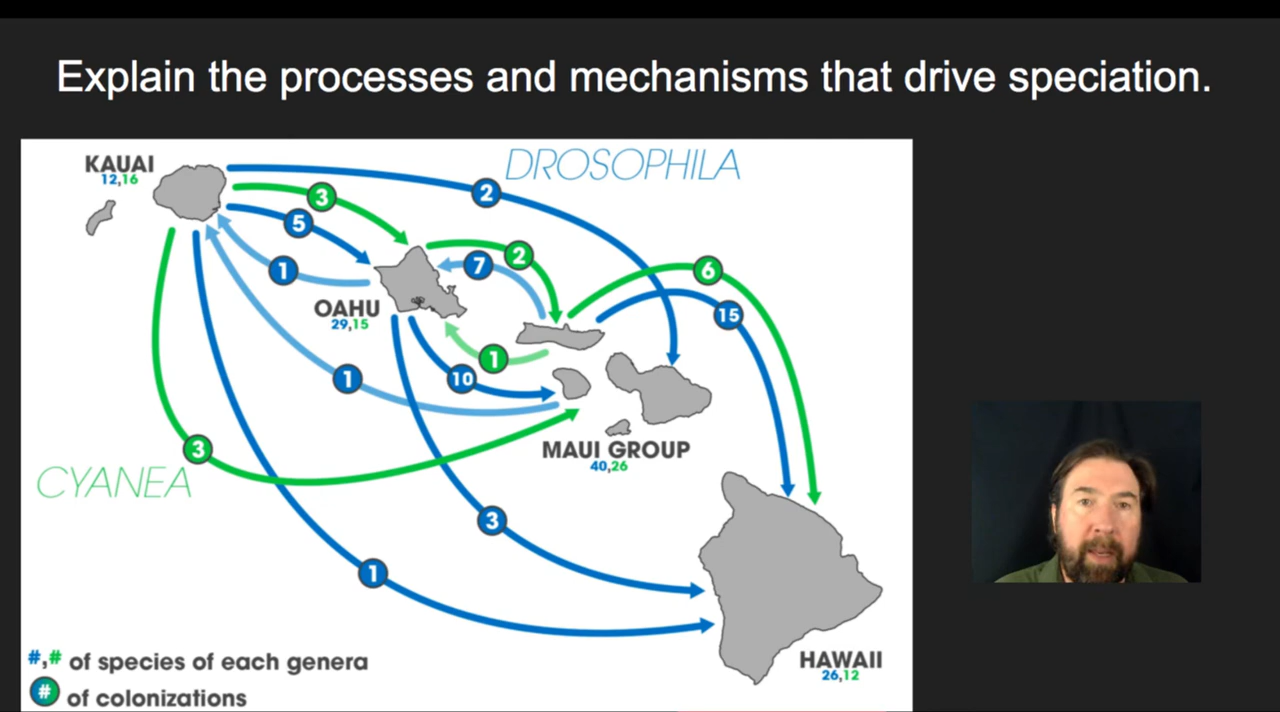 Explain the processes and mechanisms that drive speciation.
DROSOPHILA
KAUAI
12,16
2
3
5
2
7
6
1
OAHU
29,15
15
1
10
1
MAUI GROUP
40,26
3
CYANEA
3
1
HAWAII
26,12
#,# of species of each genera
# of colonizations